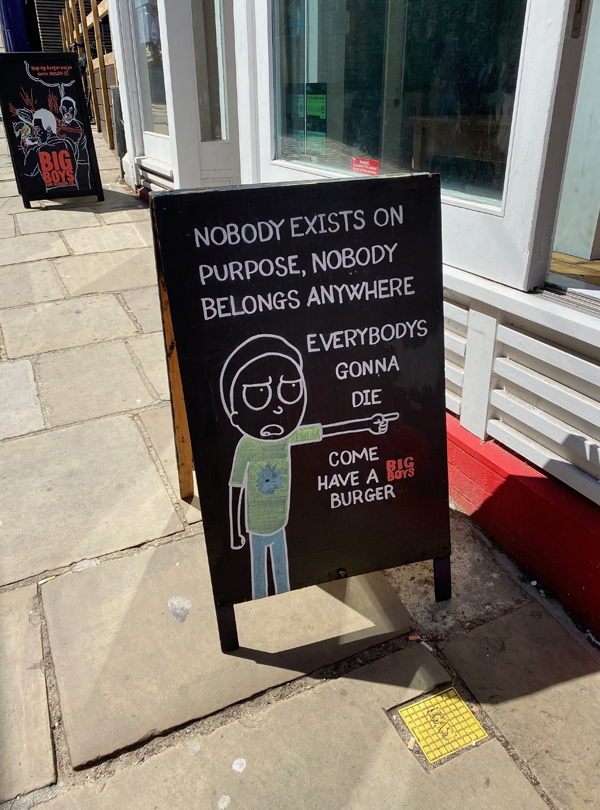 NOBODY EXISTS ON
PURPOSE, NOBODY
BELONGS ANYWHERE
EVERYBODYS
GONNA
DIE
COME
HAVE A BIG BOYS
BURGER
BIG
BOYS